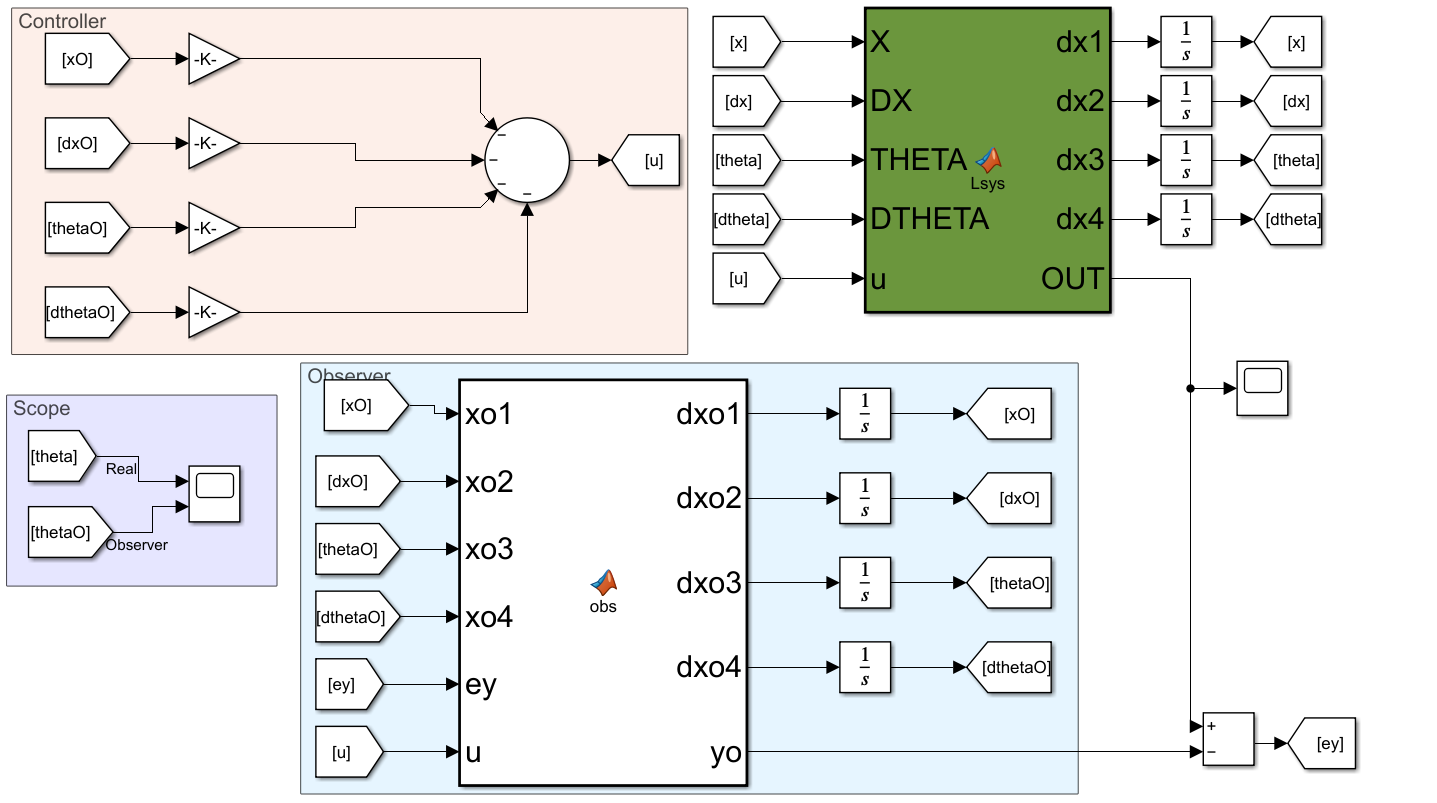 Controller
[xO]
-K-
[dxO]
-K-
[thetaO]
-K-
[dthetaO]
-K-
−
−
−
−
[u]
[x]
[dx]
[theta]
[dtheta]
[u]
X
DX
THETA
DTHETA
u
Lsys
dx1
dx2
dx3
dx4
OUT
1
s
1
s
1
s
1
s
[x]
[dx]
[theta]
[dtheta]
Scope
[theta]
Real
[thetaO]
Observer
Observer
[xO]
[dxO]
[thetaO]
[dthetaO]
[ey]
[u]
xo1
xo2
xo3
xo4
ey
u
obs
dxo1
dxo2
dxo3
dxo4
yo
1
s
1
s
1
s
1
s
[xO]
[dxO]
[thetaO]
[dthetaO]
+
−
[ey]